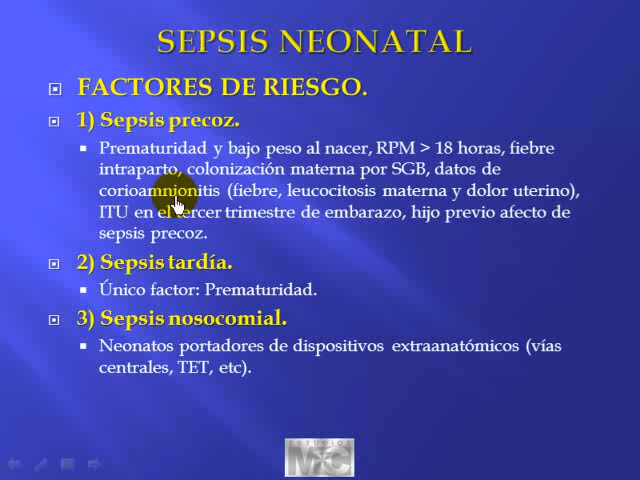 SEPSIS NEONATAL
FACTORES DE RIESGO.
1) Sepsis precoz.
Prematuridad y bajo peso al nacer, RPM > 18 horas, fiebre
intraparto, colonización materna por SGB, datos de
corioamnionitis (fiebre, leucocitosis materna y dolor uterino),
ITU en el tercer trimestre de embarazo, hijo previo afecto de
sepsis precoz.
2) Sepsis tardía.
Único factor: Prematuridad.
3) Sepsis nosocomial.
Neonatos portadores de dispositivos extraanatómicos (vías
centrales, TET, etc).
ESTUDIOS
MC